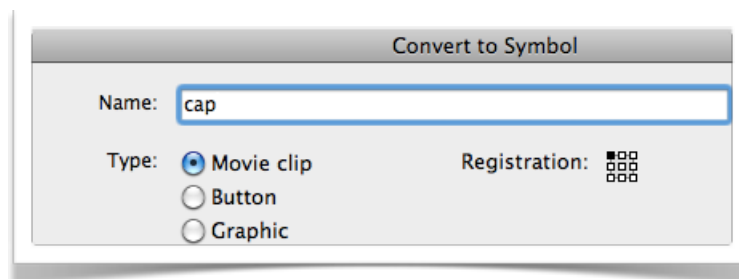 Convert to Symbol
Name: cap
Type: Movie clip Registration:
Button
Graphic